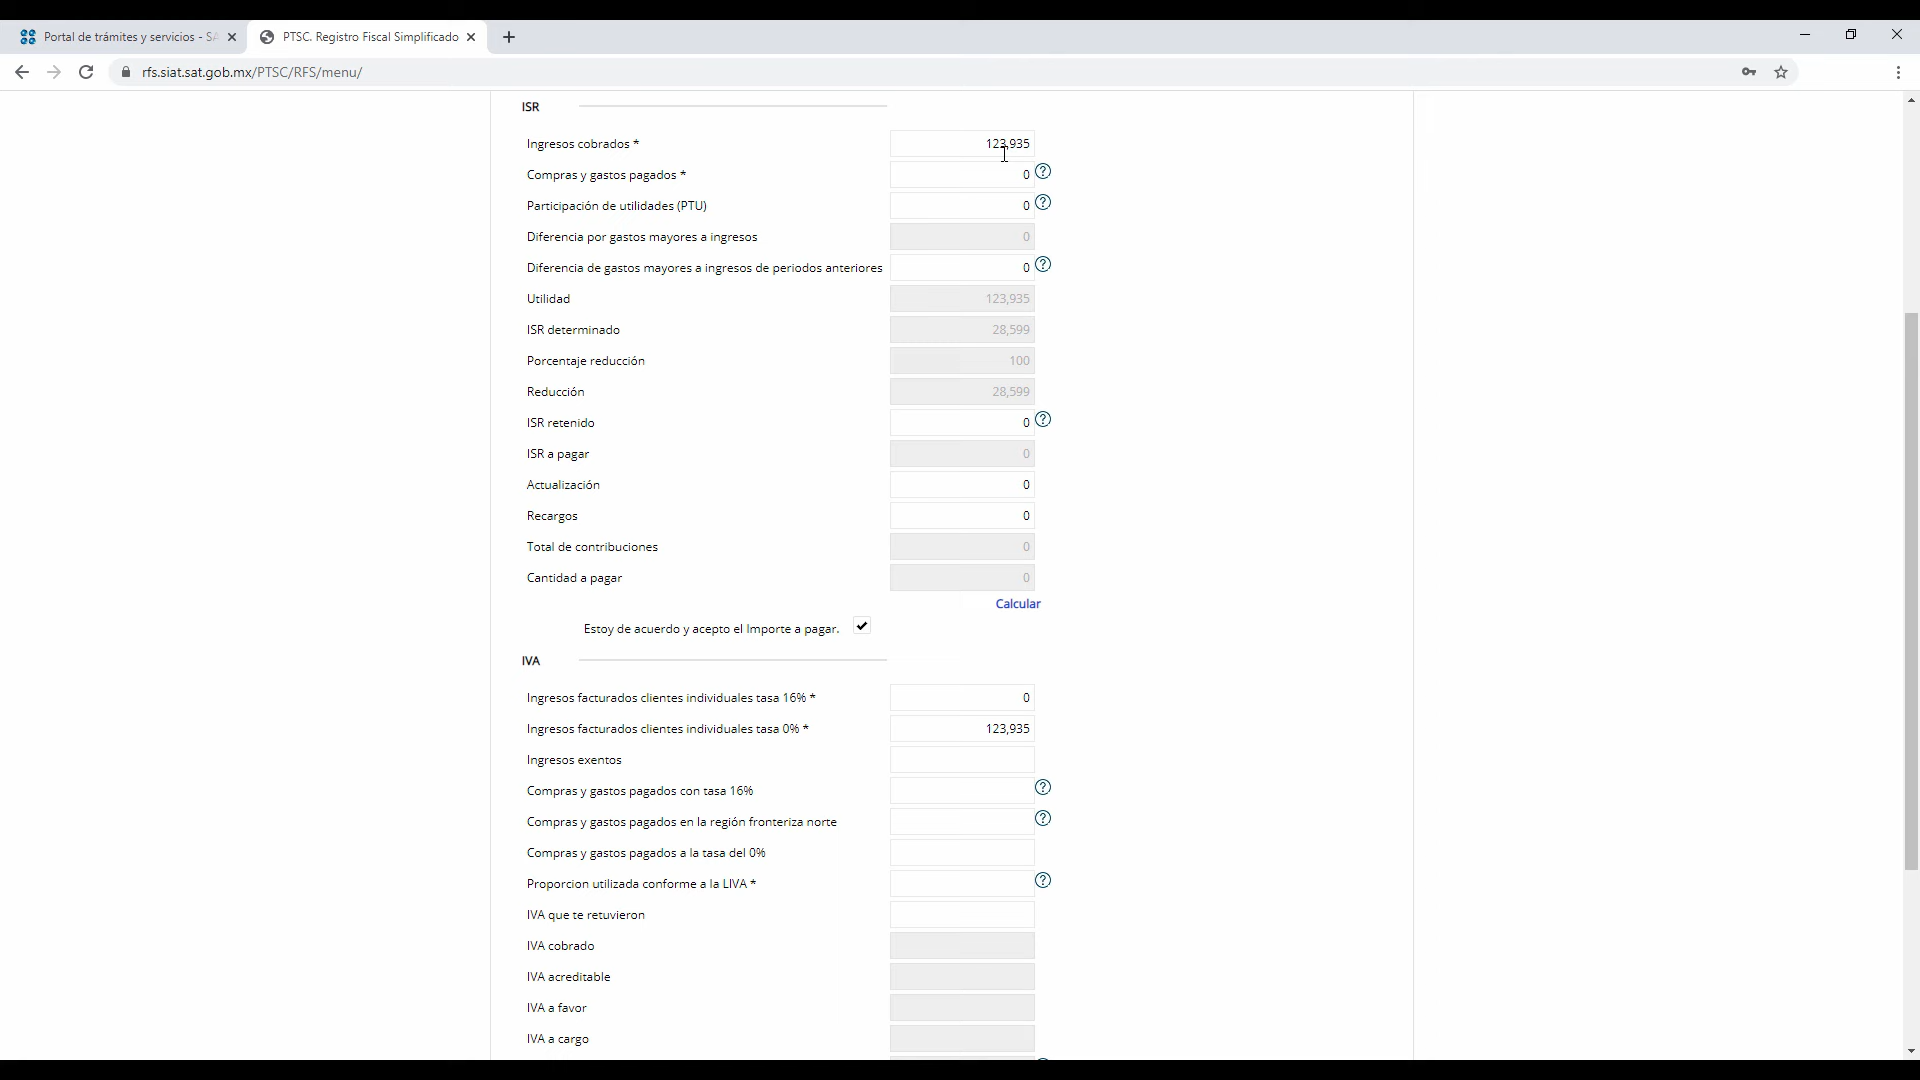 Portal de trámites y servicios - SA
PTSC. Registro Fiscal Simplificado
rfs.siat.sat.gob.mx/PTSC/RFS/menu/
ISR
Ingresos cobrados * 123,935
Compras y gastos pagados * 0
Participación de utilidades (PTU) 0
Diferencia por gastos mayores a ingresos 0
Diferencia de gastos mayores a ingresos de periodos anteriores 0
Utilidad 123,935
ISR determinado 28,599
Porcentaje reducción 100
Reducción 28,599
ISR retenido 0
ISR a pagar 0
Actualización 0
Recargos 0
Total de contribuciones 0
Cantidad a pagar 0
Calcular
Estoy de acuerdo y acepto el Importe a pagar.
IVA
Ingresos facturados clientes individuales tasa 16% * 0
Ingresos facturados clientes individuales tasa 0% * 123,935
Ingresos exentos
Compras y gastos pagados con tasa 16%
Compras y gastos pagados en la región fronteriza norte
Compras y gastos pagados a la tasa del 0%
Proporcion utilizada conforme a la LIVA *
IVA que te retuvieron
IVA cobrado
IVA acreditable
IVA a favor
IVA a cargo